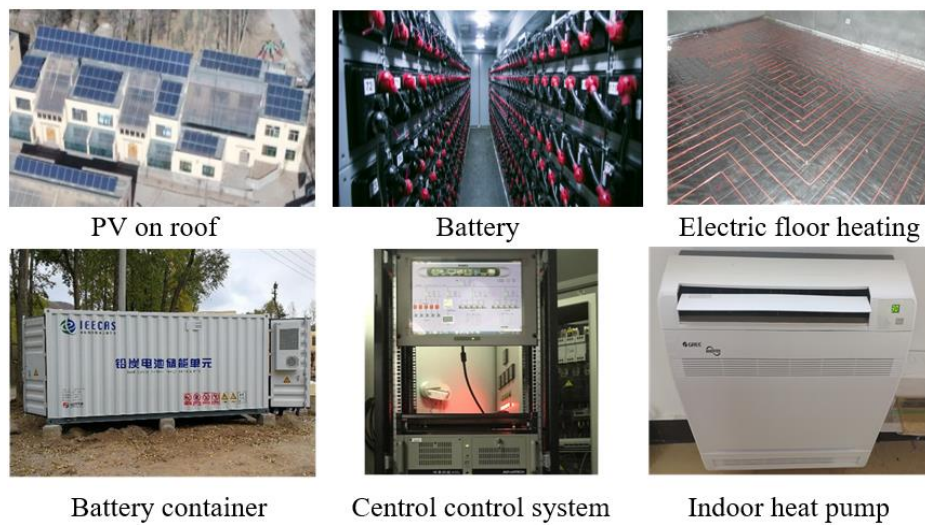 PV on roof
Battery
Electric floor heating
IEECAS
铅炭电池储能单元
GREE
Battery container
Centrol control system
Indoor heat pump